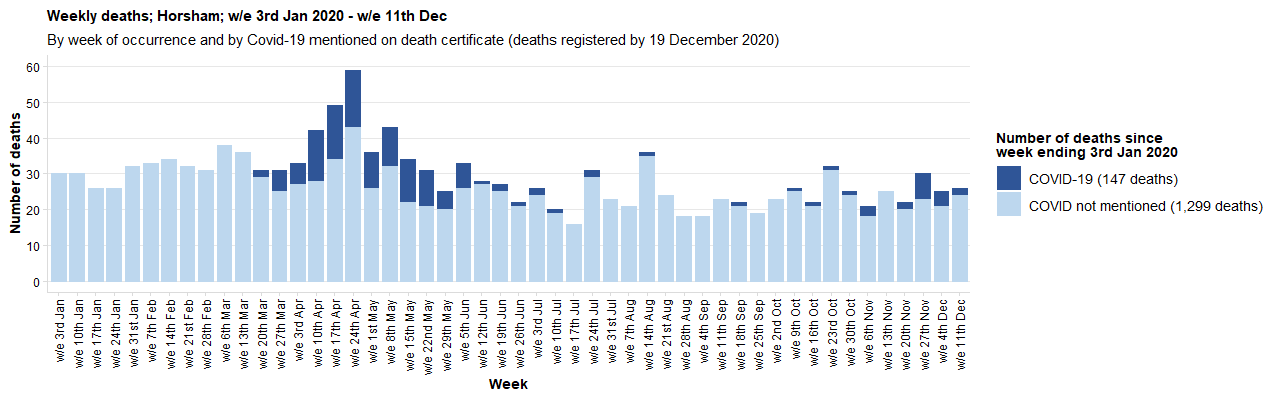 Weekly deaths; Horsham; w/e 3rd Jan 2020 - w/e 11th Dec
By week of occurrence and by Covid-19 mentioned on death certificate (deaths registered by 19 December 2020)
Number of deaths
60
50
40
30
20
10
0
w/e 3rd Jan
w/e 10th Jan
w/e 17th Jan
w/e 24th Jan
w/e 31st Jan
w/e 7th Feb
w/e 14th Feb
w/e 21st Feb
w/e 28th Feb
w/e 6th Mar
w/e 13th Mar
w/e 20th Mar
w/e 27th Mar
w/e 3rd Apr
w/e 10th Apr
w/e 17th Apr
w/e 24th Apr
w/e 1st May
w/e 8th May
w/e 15th May
w/e 22nd May
w/e 29th May
w/e 5th Jun
w/e 12th Jun
w/e 19th Jun
w/e 26th Jun
w/e 3rd Jul
w/e 10th Jul
w/e 17th Jul
w/e 24th Jul
w/e 31st Jul
w/e 7th Aug
w/e 14th Aug
w/e 21st Aug
w/e 28th Aug
w/e 4th Sep
w/e 11th Sep
w/e 18th Sep
w/e 25th Sep
w/e 2nd Oct
w/e 9th Oct
w/e 16th Oct
w/e 23rd Oct
w/e 30th Oct
w/e 6th Nov
w/e 13th Nov
w/e 20th Nov
w/e 27th Nov
w/e 4th Dec
w/e 11th Dec
Week
Number of deaths since
week ending 3rd Jan 2020
COVID-19 (147 deaths)
COVID not mentioned (1,299 deaths)